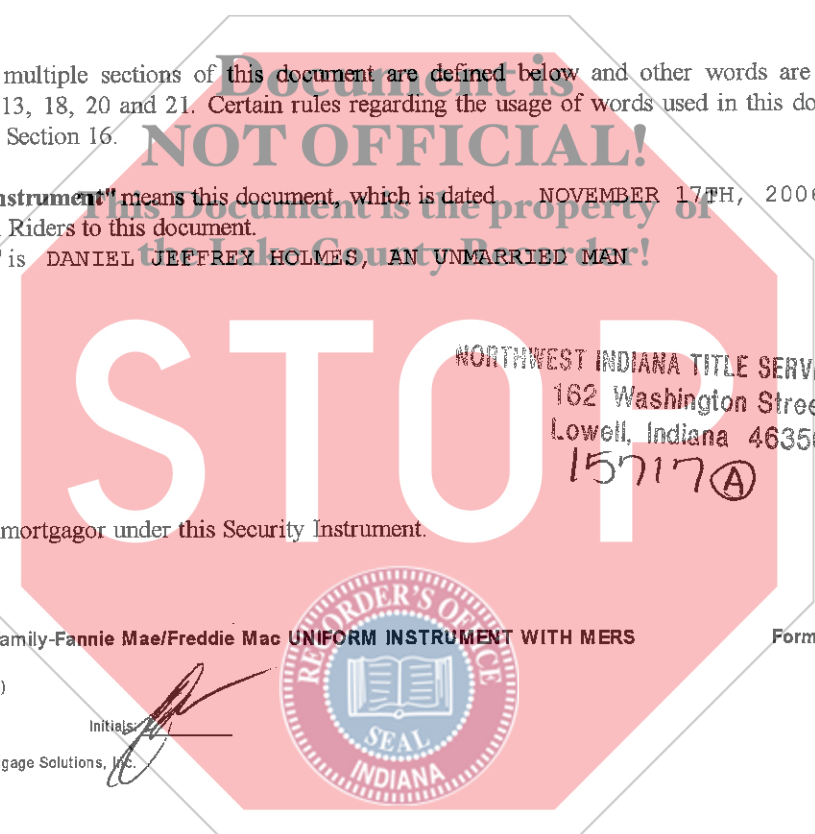 Document is
multiple sections of this document are defined below and other words are
13, 18, 20 and 21. Certain rules regarding the usage of words used in this do
Section 16.
NOT OFFICIAL!
nstrument" means this document, which is dated NOVEMBER 17TH, 2006
This Document is the property of
Riders to this document.
the Lake County Recorder!
is DANIEL JEFFREY HOLMES, AN UNMARRIED MAN
STOP
NORTHWEST INDIANA TITLE SERV
162 Washington Stree
Lowell, Indiana 4635
15717 A
mortgagor under this Security Instrument.
RECORDER'S OFFICE
SEAL
INDIANA
amily-Fannie Mae/Freddie Mac UNIFORM INSTRUMENT WITH MERS Form
)
Initials:
gage Solutions, Inc.